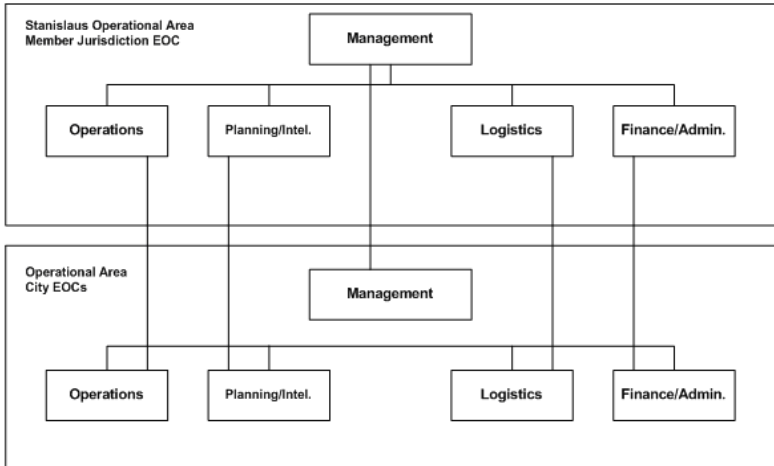 Stanislaus Operational Area
Member Jurisdiction EOC
Management
Operations
Planning/Intel.
Logistics
Finance/Admin.
Operational Area
City EOCs
Management
Operations
Planning/Intel.
Logistics
Finance/Admin.